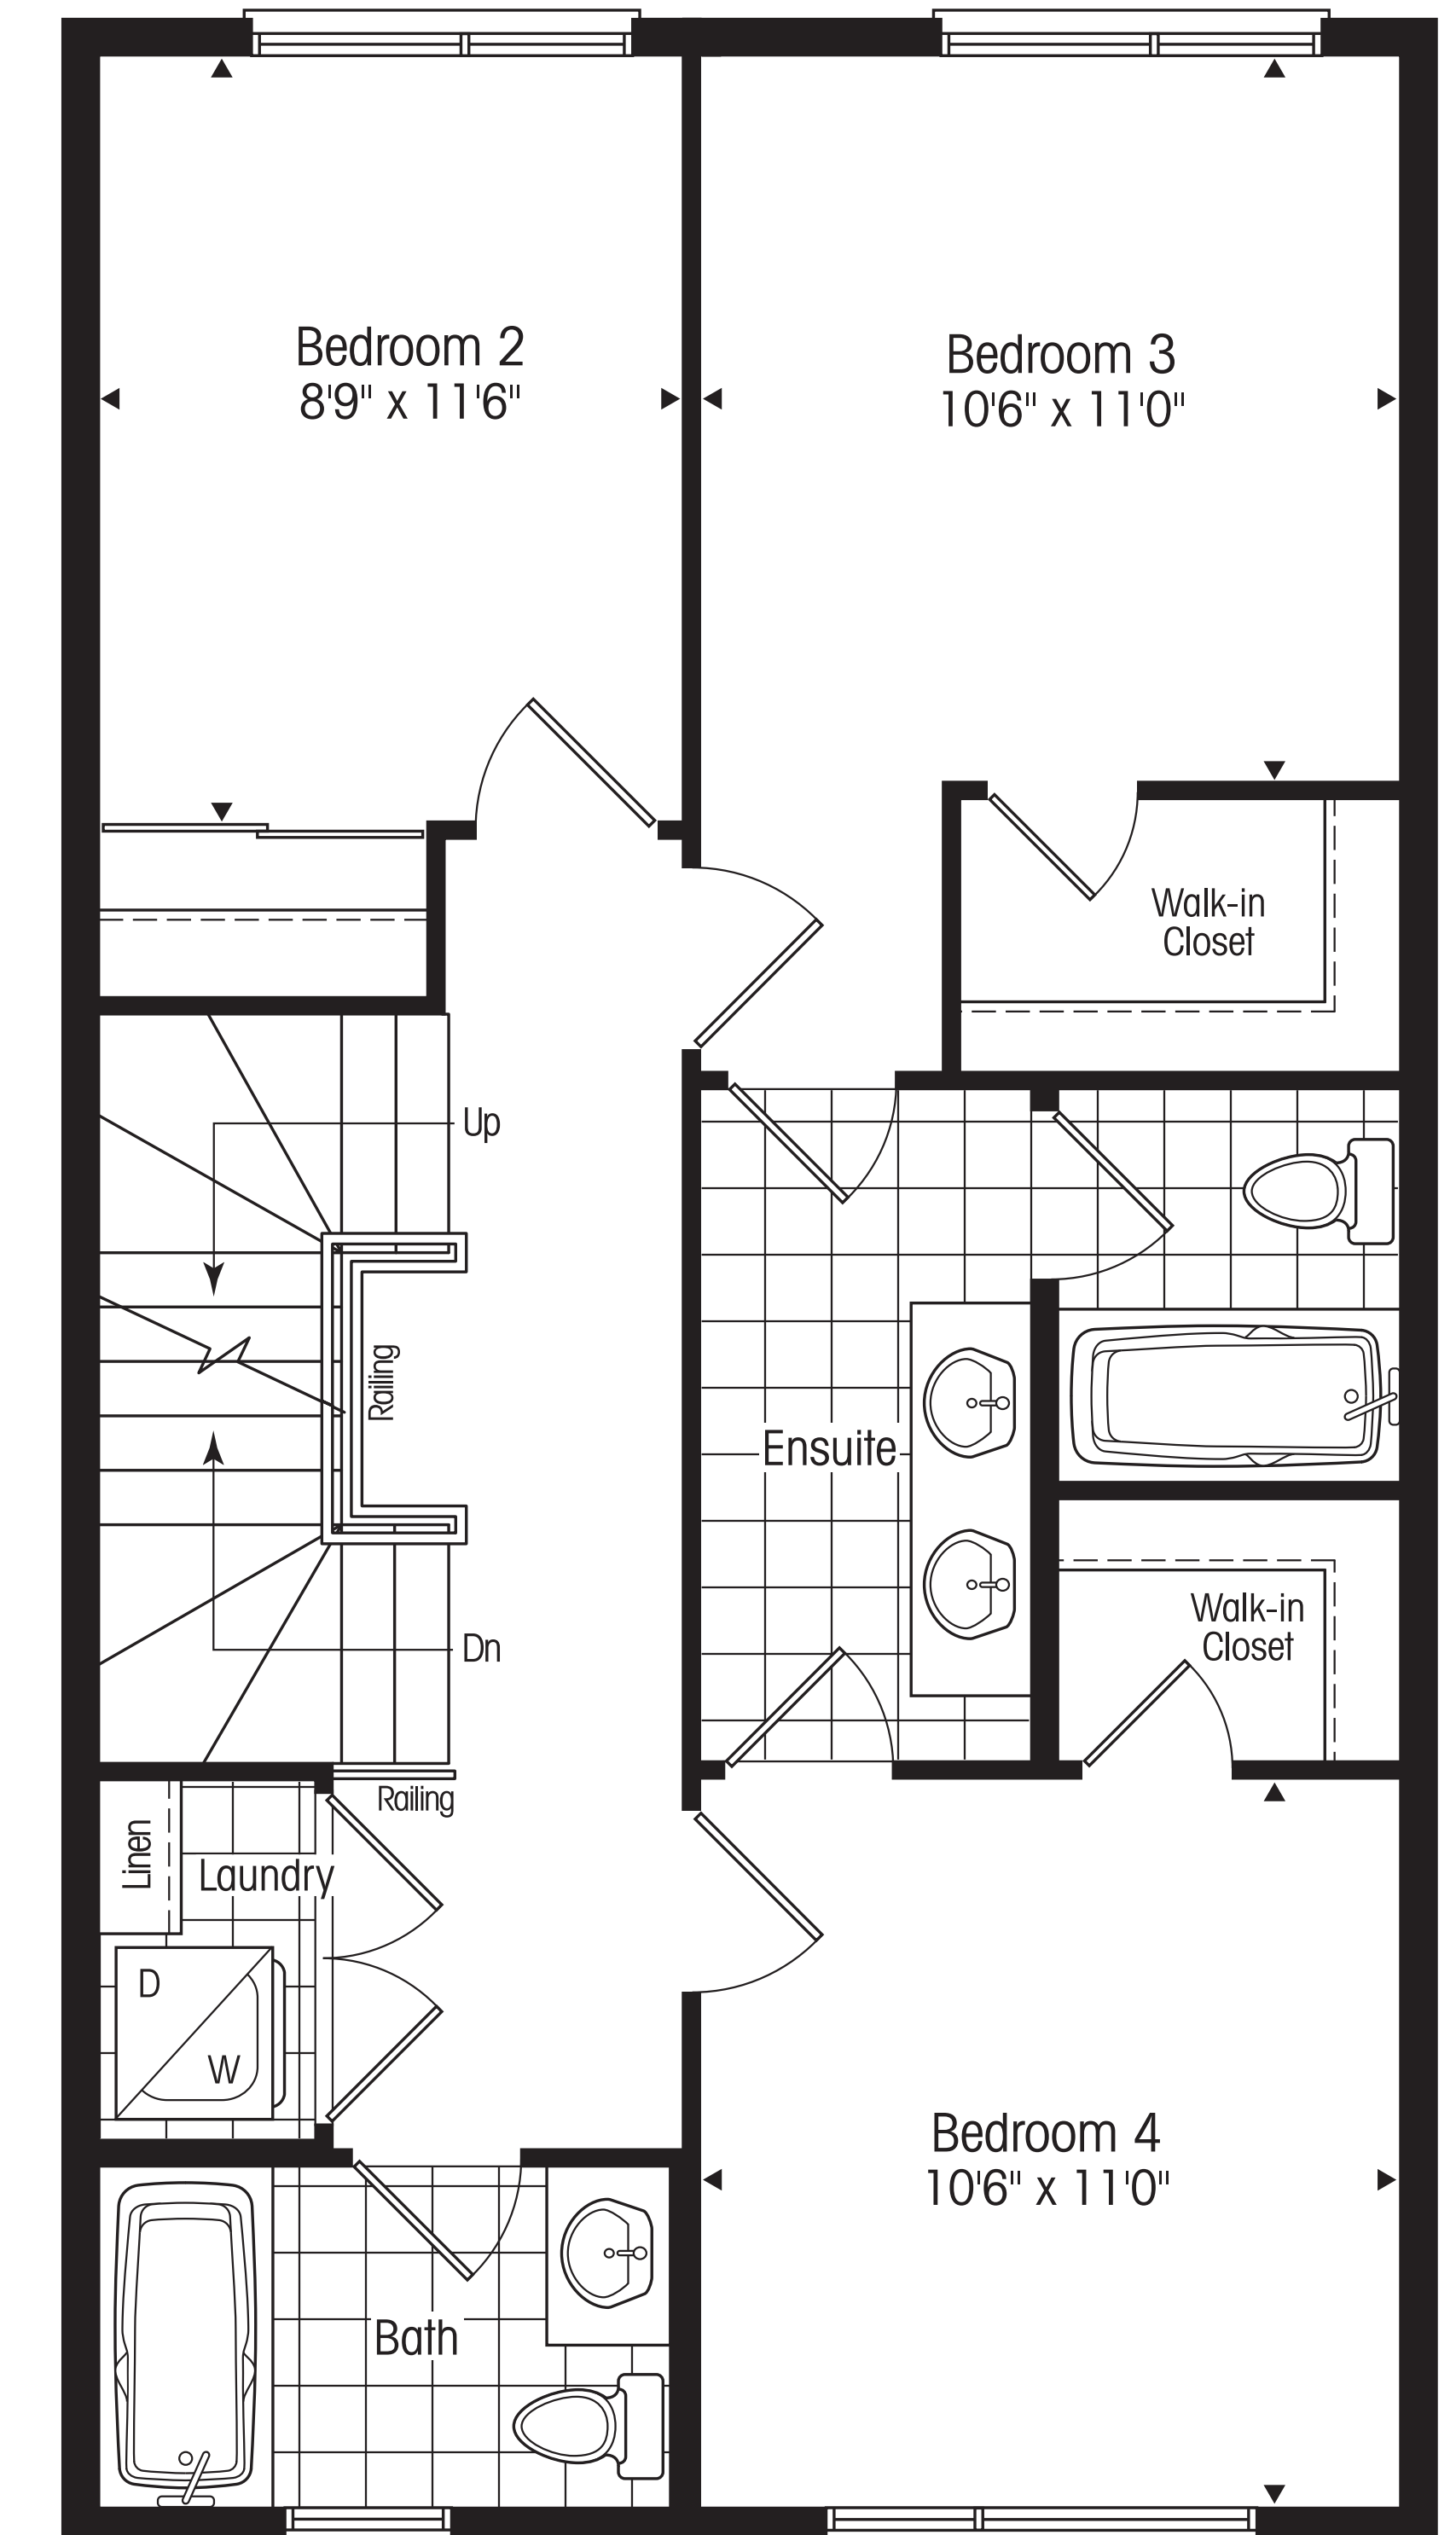 Bedroom 2
8'9" x 11'6"
Bedroom 3
10'6" x 11'0"
Walk-in
Closet
Up
Railing
Ensuite
Walk-in
Closet
Dn
Railing
Linen
Laundry
D
W
Bedroom 4
10'6" x 11'0"
Bath